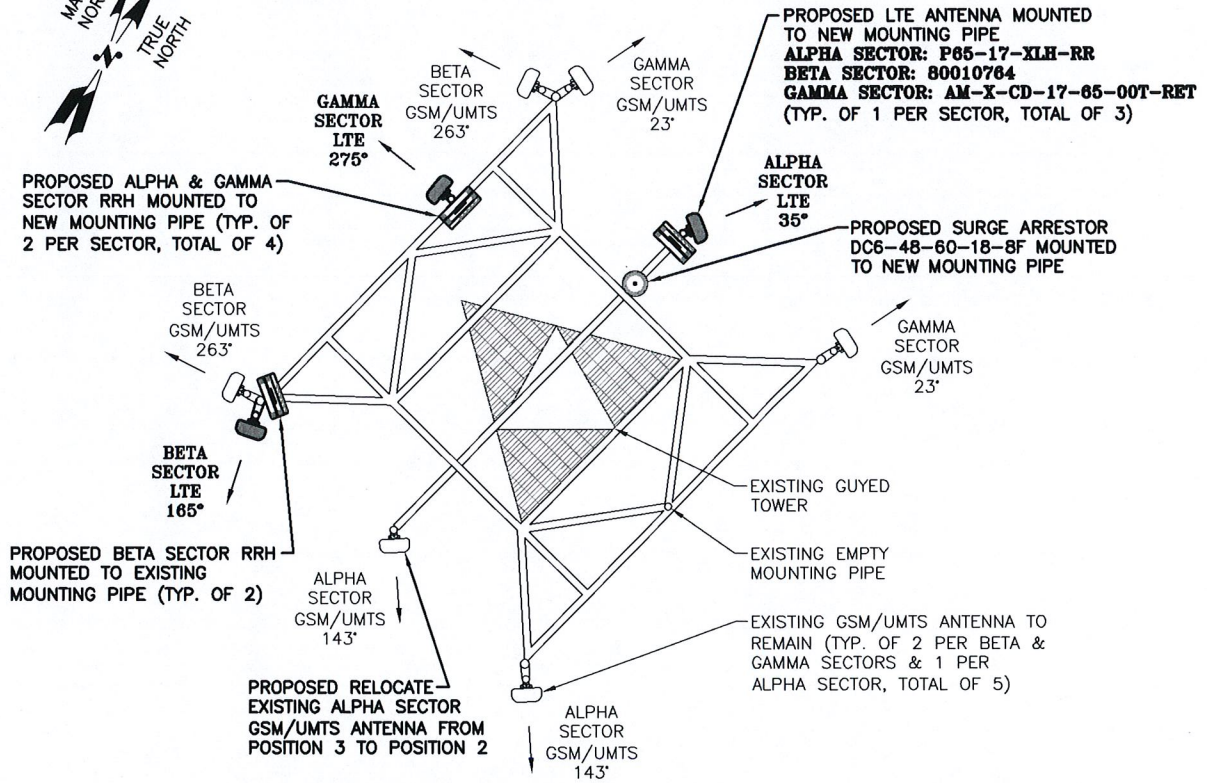 NOR
TRUE
NORTH
BETA
SECTOR
GSM/UMTS
263°
GAMMA
SECTOR
GSM/UMTS
23°
PROPOSED LTE ANTENNA MOUNTED
TO NEW MOUNTING PIPE
ALPHA SECTOR: P65-17-XLH-RR
BETA SECTOR: 80010764
GAMMA SECTOR: AM-X-CD-17-65-00T-RET
(TYP. OF 1 PER SECTOR, TOTAL OF 3)
GAMMA
SECTOR
LTE
275°
ALPHA
SECTOR
LTE
35°
PROPOSED ALPHA & GAMMA
SECTOR RRH MOUNTED TO
NEW MOUNTING PIPE (TYP. OF
2 PER SECTOR, TOTAL OF 4)
PROPOSED SURGE ARRESTOR
DC6-48-60-18-8F MOUNTED
TO NEW MOUNTING PIPE
BETA
SECTOR
GSM/UMTS
263°
GAMMA
SECTOR
GSM/UMTS
23°
BETA
SECTOR
LTE
165°
EXISTING GUYED
TOWER
PROPOSED BETA SECTOR RRH
MOUNTED TO EXISTING
MOUNTING PIPE (TYP. OF 2)
EXISTING EMPTY
MOUNTING PIPE
ALPHA
SECTOR
GSM/UMTS
143°
EXISTING GSM/UMTS ANTENNA TO
REMAIN (TYP. OF 2 PER BETA &
GAMMA SECTORS & 1 PER
ALPHA SECTOR, TOTAL OF 5)
PROPOSED RELOCATE
EXISTING ALPHA SECTOR
GSM/UMTS ANTENNA FROM
POSITION 3 TO POSITION 2
ALPHA
SECTOR
GSM/UMTS
143°